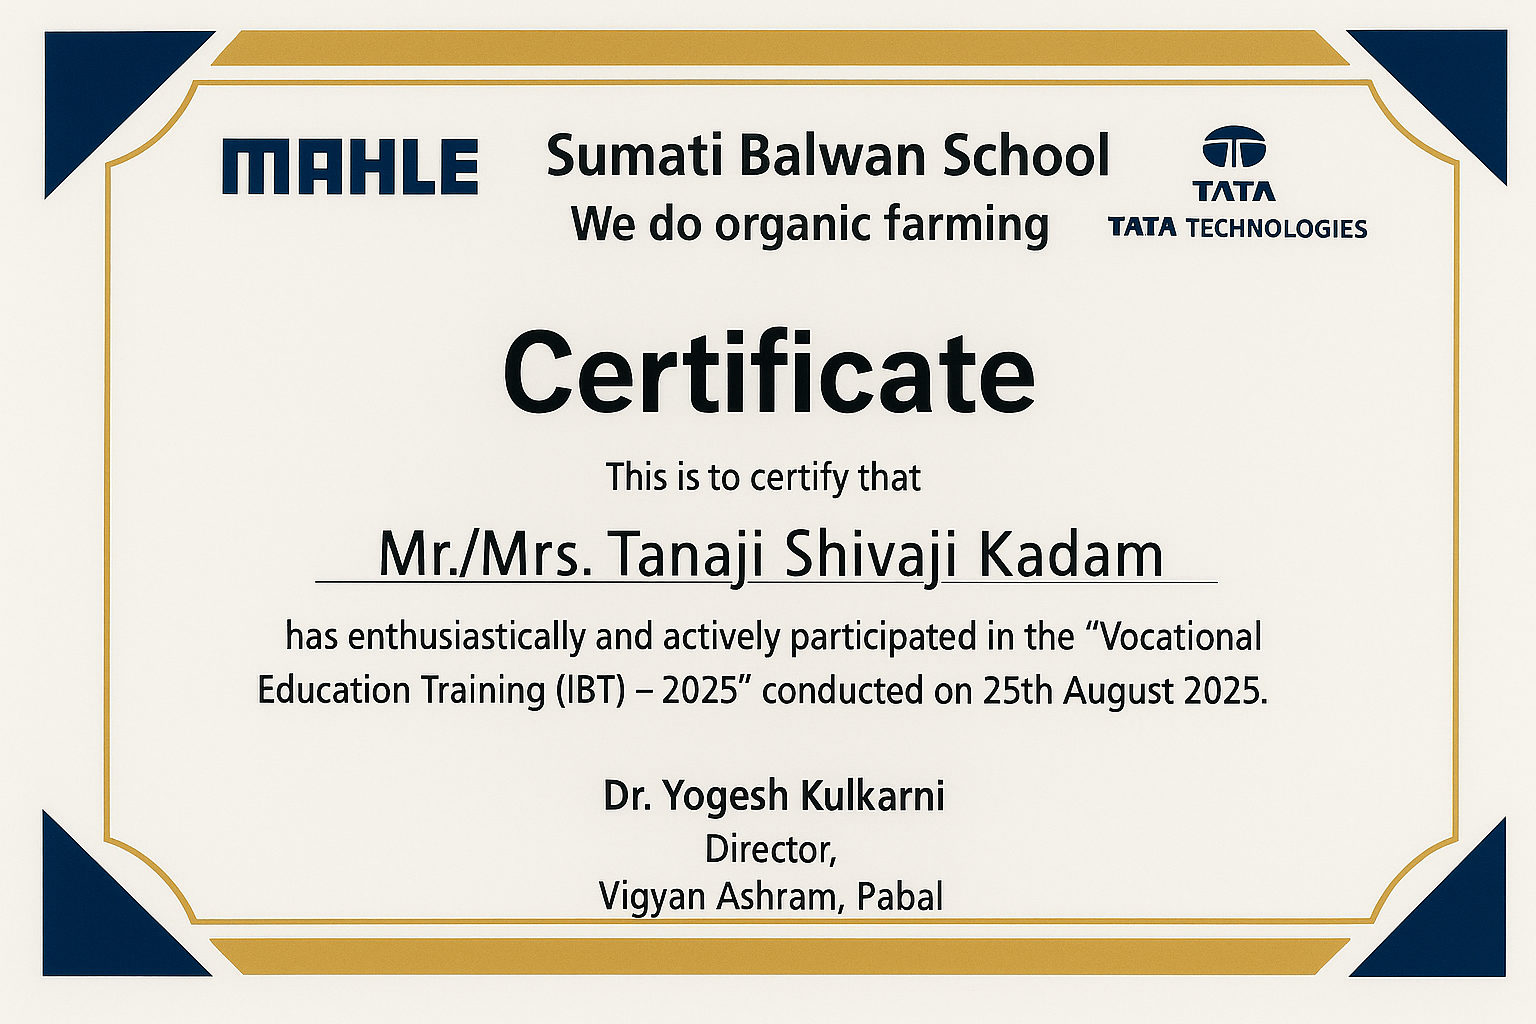 MAHLE
Sumati Balwan School
We do organic farming
TATA
TATA TECHNOLOGIES
Certificate
This is to certify that
Mr./Mrs. Tanaji Shivaji Kadam
has enthusiastically and actively participated in the “Vocational
Education Training (IBT) – 2025” conducted on 25th August 2025.
Dr. Yogesh Kulkarni
Director,
Vigyan Ashram, Pabal